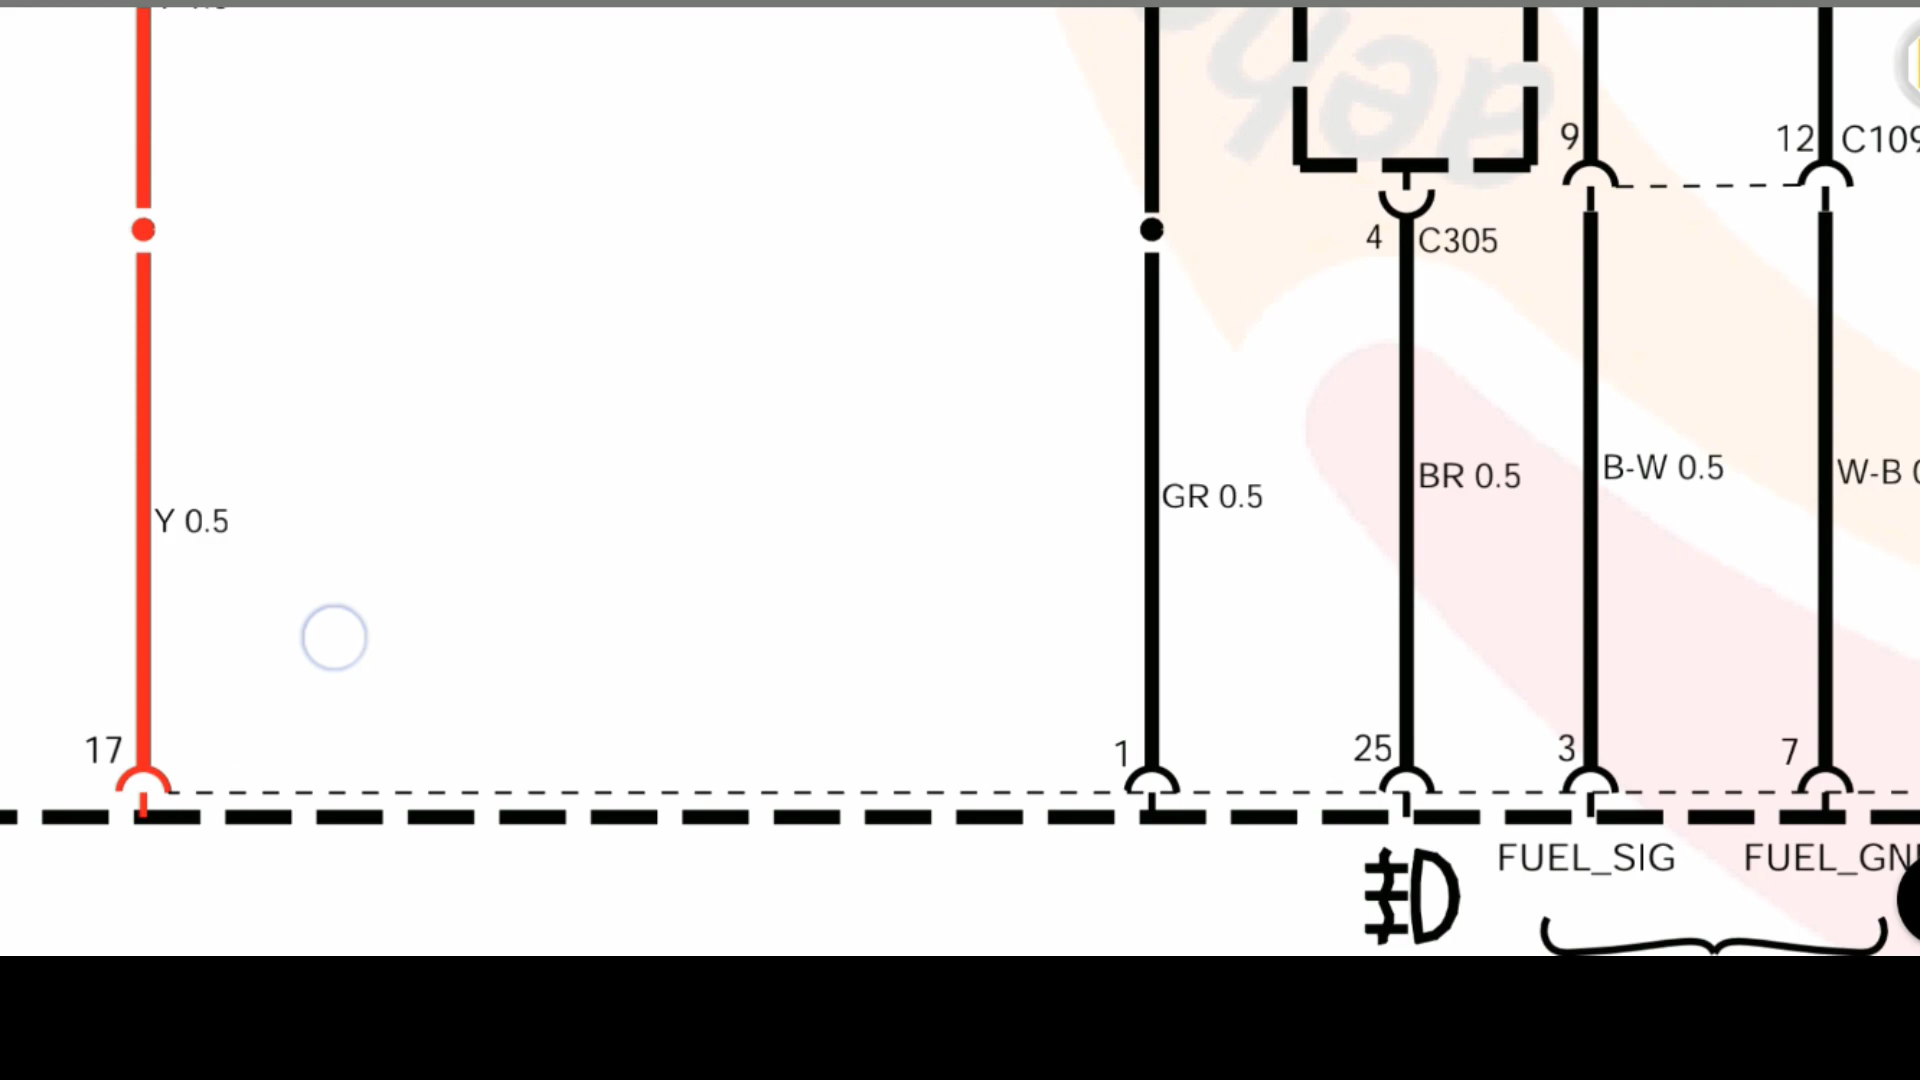 9
12 C109
4 C305
Y 0.5
GR 0.5
BR 0.5
B-W 0.5
W-B
17
1
25
3
7
FUEL_SIG
FUEL_GN